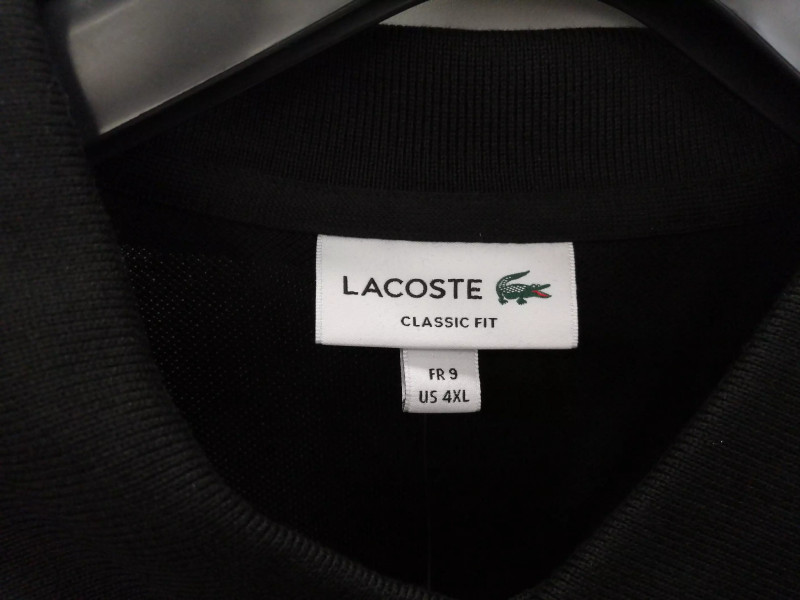 LACOSTE
CLASSIC FIT
FR 9
US 4XL